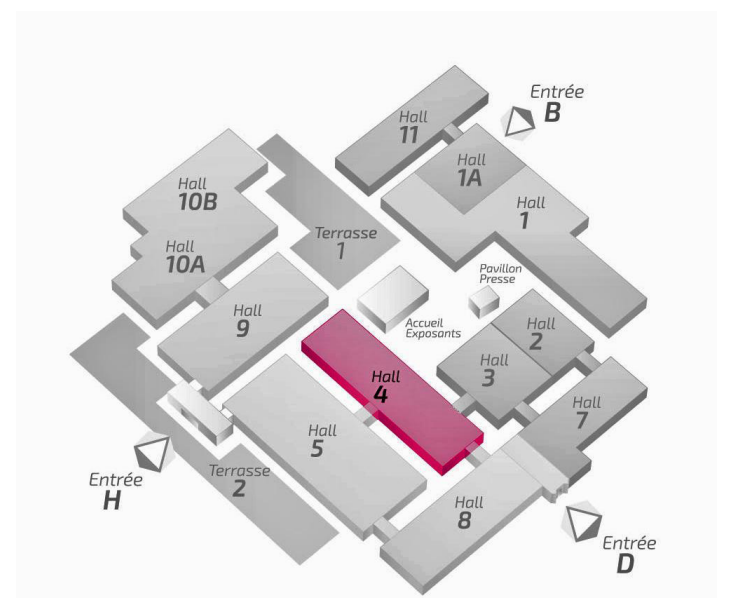 Entrée
B
Hall
11
Hall
1A
Hall
10B
Hall
1
Terrasse
1
Hall
10A
Pavillon
Presse
Hall
9
Accueil
Exposants
Hall
2
Hall
3
Hall
4
Hall
7
Hall
5
Terrasse
2
Entrée
H
Hall
8
Entrée
D